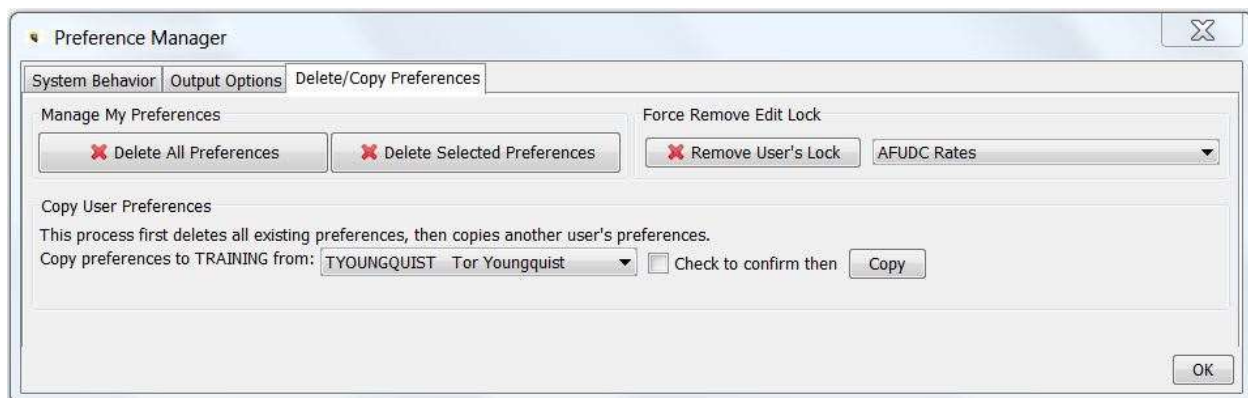 Preference Manager
System Behavior Output Options Delete/Copy Preferences
Manage My Preferences
Delete All Preferences Delete Selected Preferences
Force Remove Edit Lock
Remove User's Lock AFUDC Rates
Copy User Preferences
This process first deletes all existing preferences, then copies another user's preferences.
Copy preferences to TRAINING from: TYOUNGQUIST Tor Youngquist Check to confirm then Copy
OK